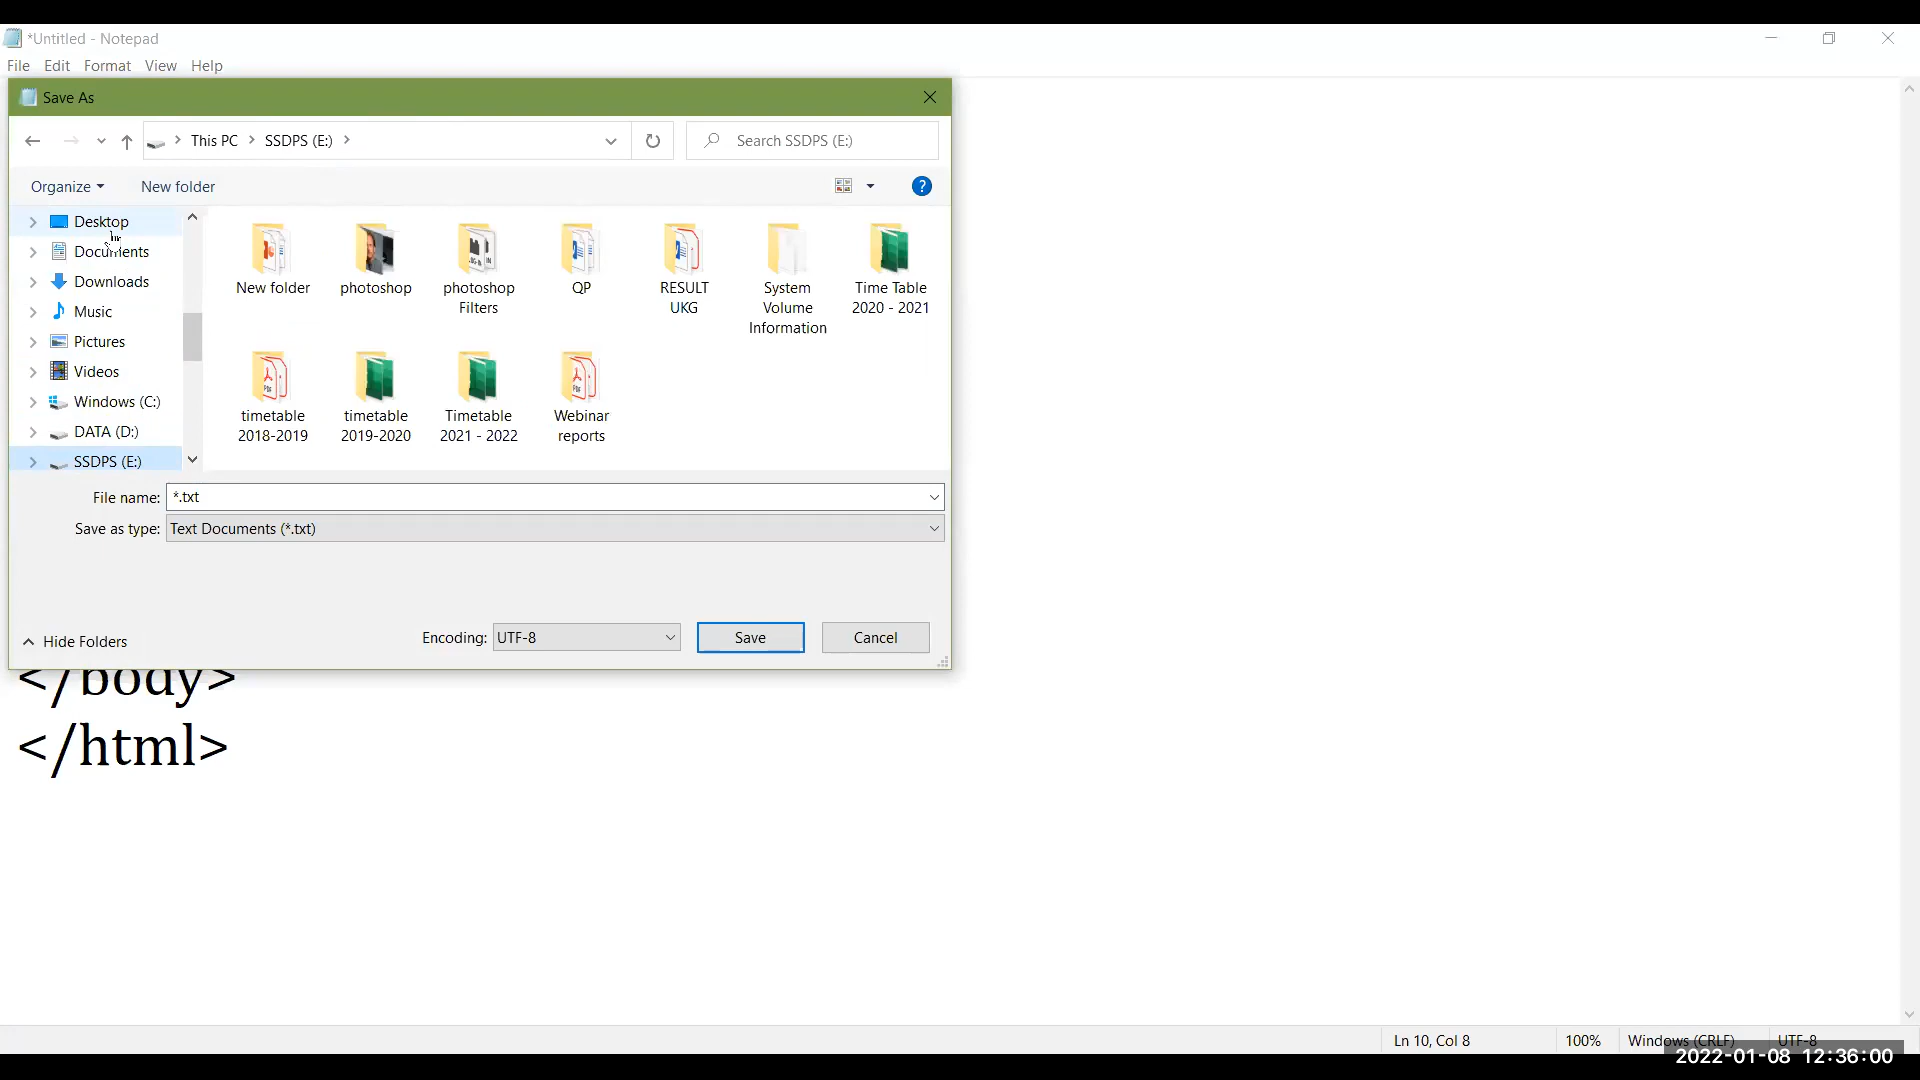 *Untitled - Notepad
File Edit Format View Help
Save As
This PC SSDPS (E:)
Search SSDPS (E:)
Organize New folder
?
Desktop
Documents
Downloads
Music
Pictures
Videos
Windows (C:)
DATA (D:)
SSDPS (E:)
New folder
photoshop
photoshop
Filters
QP
RESULT
UKG
System
Volume
Information
Time Table
2020 - 2021
timetable
2018-2019
timetable
2019-2020
Timetable
2021 - 2022
Webinar
reports
File name: *.txt
Save as type: Text Documents (*.txt)
Hide Folders
Encoding: UTF-8
Save
Cancel
</body>
</html>
Ln 10, Col 8
100%
Windows (CRLF)
UTF-8
2022-01-08 12:36:00